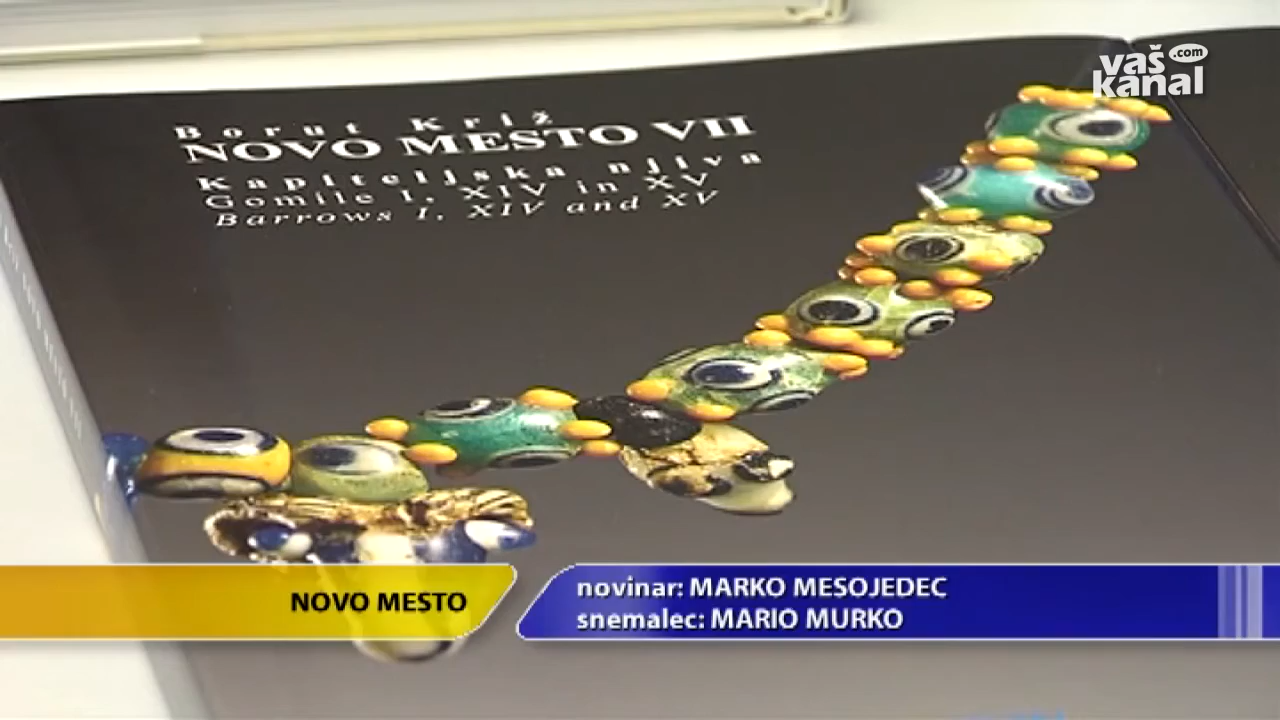 vaš
.com
kanal
Borut Križ
NOVO MESTO VII
Kapiteljska njiva
Gomile I, XIV in XV
Barrows I, XIV and XV
NOVO MESTO
novinar: MARKO MESOJEDEC
snemalec: MARIO MURKO